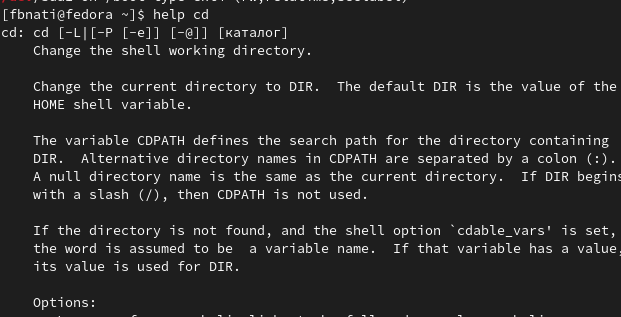 [fbnati@fedora ~]$ help cd
cd: cd [-L|[-P [-e]] [-@]] [каталог]
Change the shell working directory.
Change the current directory to DIR.  The default DIR is the value of the
HOME shell variable.
The variable CDPATH defines the search path for the directory containing
DIR.  Alternative directory names in CDPATH are separated by a colon (:).
A null directory name is the same as the current directory.  If DIR begins
with a slash (/), then CDPATH is not used.
If the directory is not found, and the shell option `cdable_vars' is set,
the word is assumed to be  a variable name.  If that variable has a value,
its value is used for DIR.
Options: